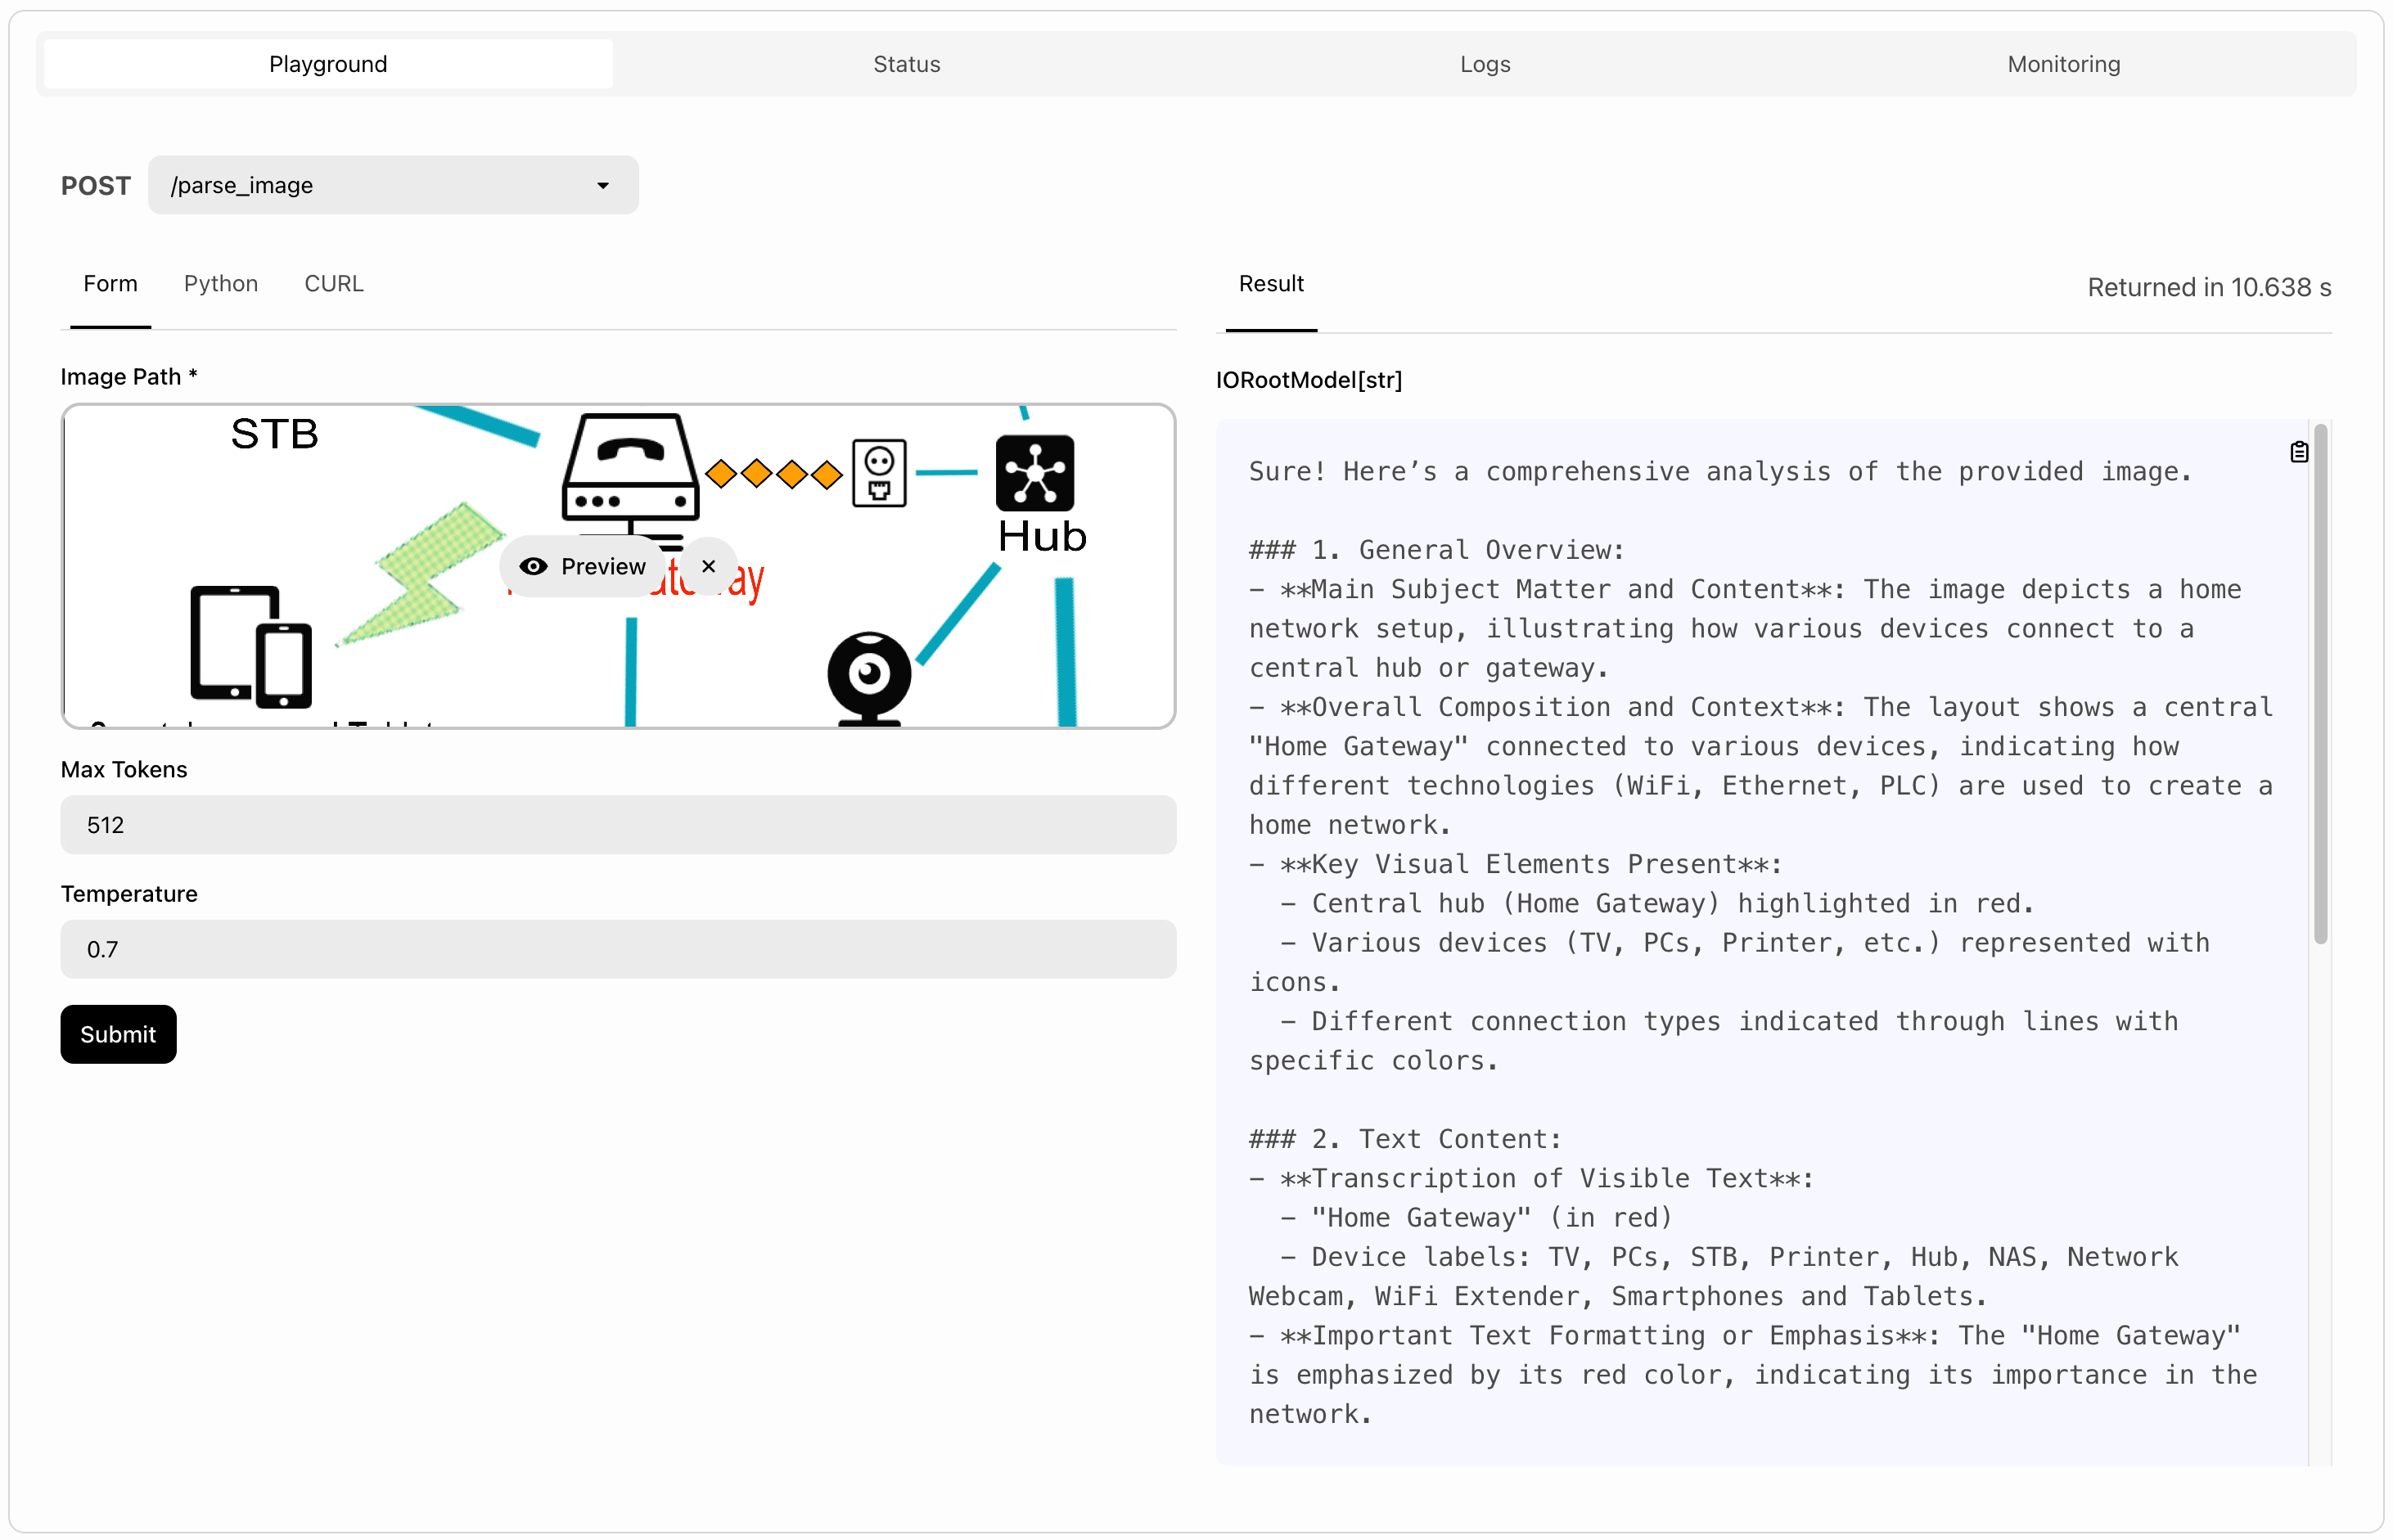 Playground
Status
Logs
Monitoring
POST
/parse_image
Form
Python
CURL
Image Path *
STB
Hub
Preview
Max Tokens
512
Temperature
0.7
Submit
Result
Returned in 10.638 s
IORootModel[str]
Sure! Here’s a comprehensive analysis of the provided image.
### 1. General Overview:
- **Main Subject Matter and Content**: The image depicts a home
network setup, illustrating how various devices connect to a
central hub or gateway.
- **Overall Composition and Context**: The layout shows a central
"Home Gateway" connected to various devices, indicating how
different technologies (WiFi, Ethernet, PLC) are used to create a
home network.
- **Key Visual Elements Present**:
- Central hub (Home Gateway) highlighted in red.
- Various devices (TV, PCs, Printer, etc.) represented with
icons.
- Different connection types indicated through lines with
specific colors.
### 2. Text Content:
- **Transcription of Visible Text**:
- "Home Gateway" (in red)
- Device labels: TV, PCs, STB, Printer, Hub, NAS, Network
Webcam, WiFi Extender, Smartphones and Tablets.
- **Important Text Formatting or Emphasis**: The "Home Gateway"
is emphasized by its red color, indicating its importance in the
network.